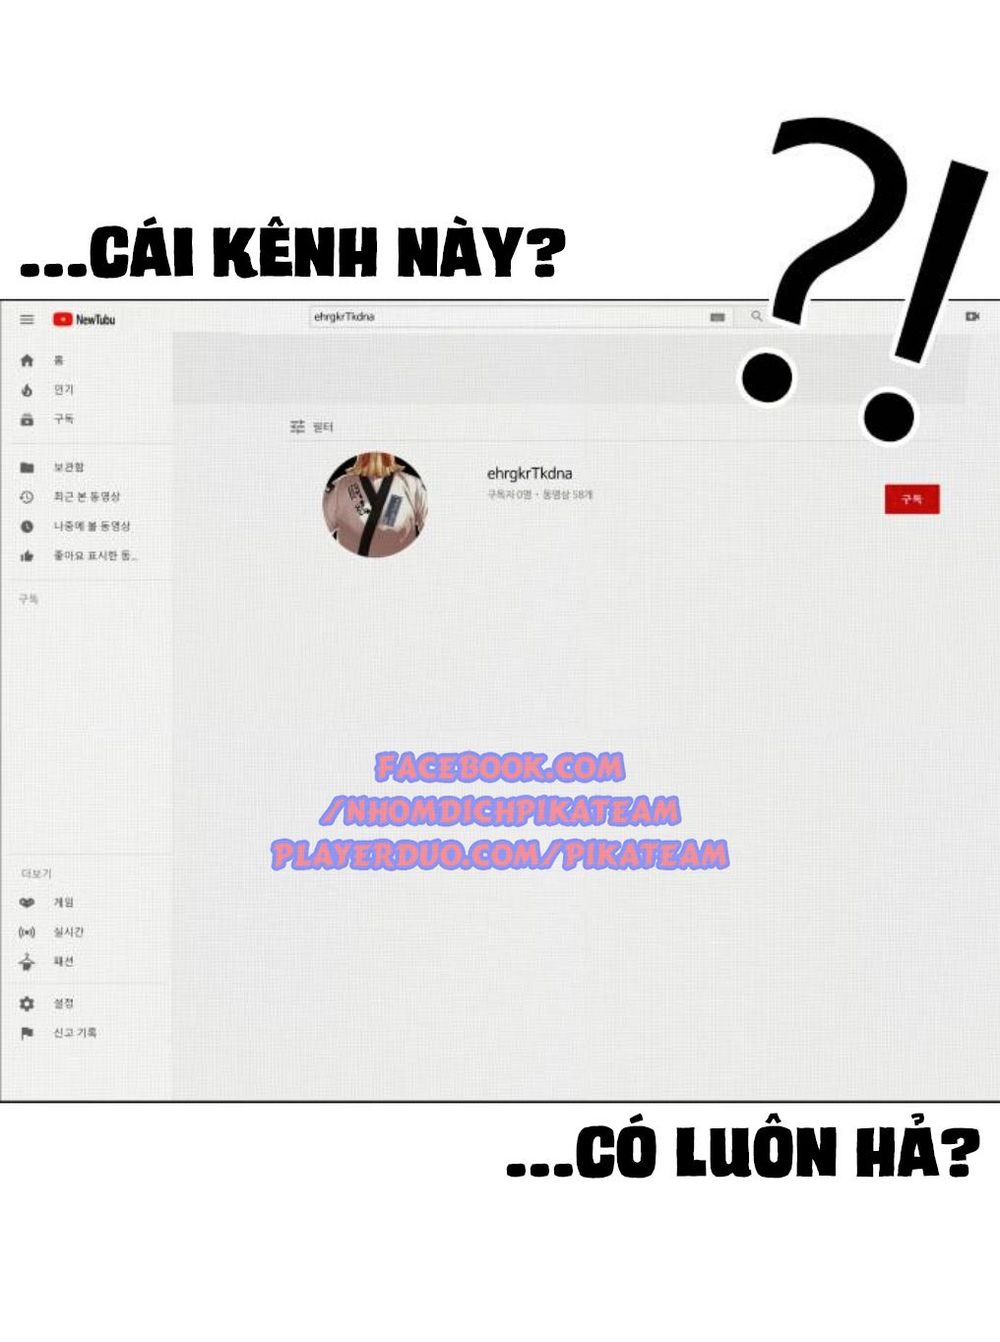 ?!
...CÁI KÊNH NÀY?
NewTubu
ehrgkrTkdna
홈
인기
구독
필터
보관함
최근 본 동영상
나중에 볼 동영상
좋아요 표시한 동...
구독
ehrgkrTkdna
구독자 0명 · 동영상 58개
구독
FACEBOOK.COM
/NHOMDICHPIKATEAM
PLAYERDUO.COM/PIKATEAM
더보기
게임
실시간
패션
설정
신고 기록
...CÓ LUÔN HẢ?